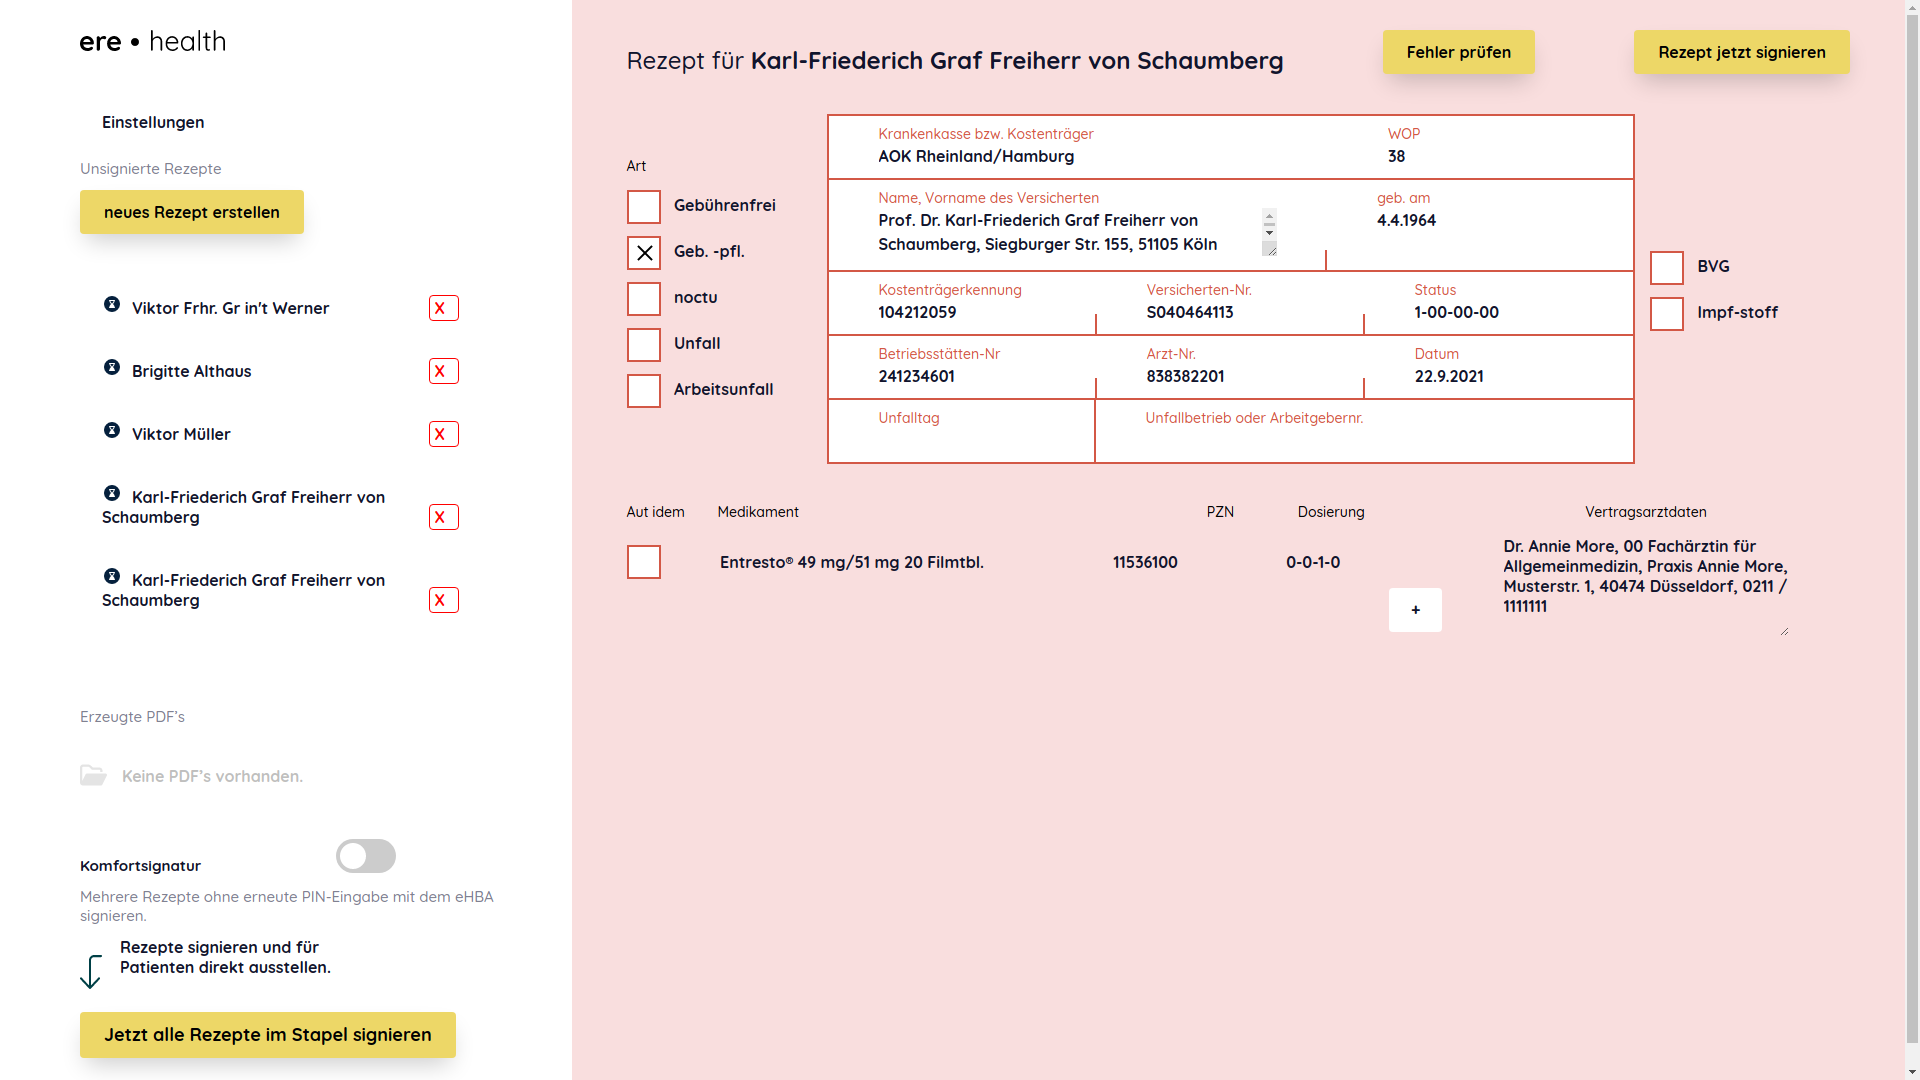 ere • health
Einstellungen
Unsignierte Rezepte
neues Rezept erstellen
Viktor Frhr. Gr in't Werner
X
Brigitte Althaus
X
Viktor Müller
X
Karl-Friederich Graf Freiherr von
Schaumberg
X
Karl-Friederich Graf Freiherr von
Schaumberg
X
Erzeugte PDF's
Keine PDF's vorhanden.
Komfortsignatur
Mehrere Rezepte ohne erneute PIN-Eingabe mit dem eHBA
signieren.
Rezepte signieren und für
Patienten direkt ausstellen.
Jetzt alle Rezepte im Stapel signieren
Rezept für Karl-Friederich Graf Freiherr von Schaumberg
Fehler prüfen
Rezept jetzt signieren
Art
Gebührenfrei
Geb. -pfl.
noctu
Unfall
Arbeitsunfall
Krankenkasse bzw. Kostenträger
WOP
AOK Rheinland/Hamburg
38
Name, Vorname des Versicherten
geb. am
Prof. Dr. Karl-Friederich Graf Freiherr von
4.4.1964
Schaumberg, Siegburger Str. 155, 51105 Köln
Kostenträgerkennung
Versicherten-Nr.
Status
104212059
S040464113
1-00-00-00
Betriebsstätten-Nr
Arzt-Nr.
Datum
241234601
838382201
22.9.2021
Unfalltag
Unfallbetrieb oder Arbeitgebernr.
BVG
Impf-stoff
Aut idem
Medikament
PZN
Dosierung
Vertragsarztdaten
Entresto® 49 mg/51 mg 20 Filmtbl.
11536100
0-0-1-0
+
Dr. Annie More, 00 Fachärztin für
Allgemeinmedizin, Praxis Annie More,
Musterstr. 1, 40474 Düsseldorf, 0211 /
1111111